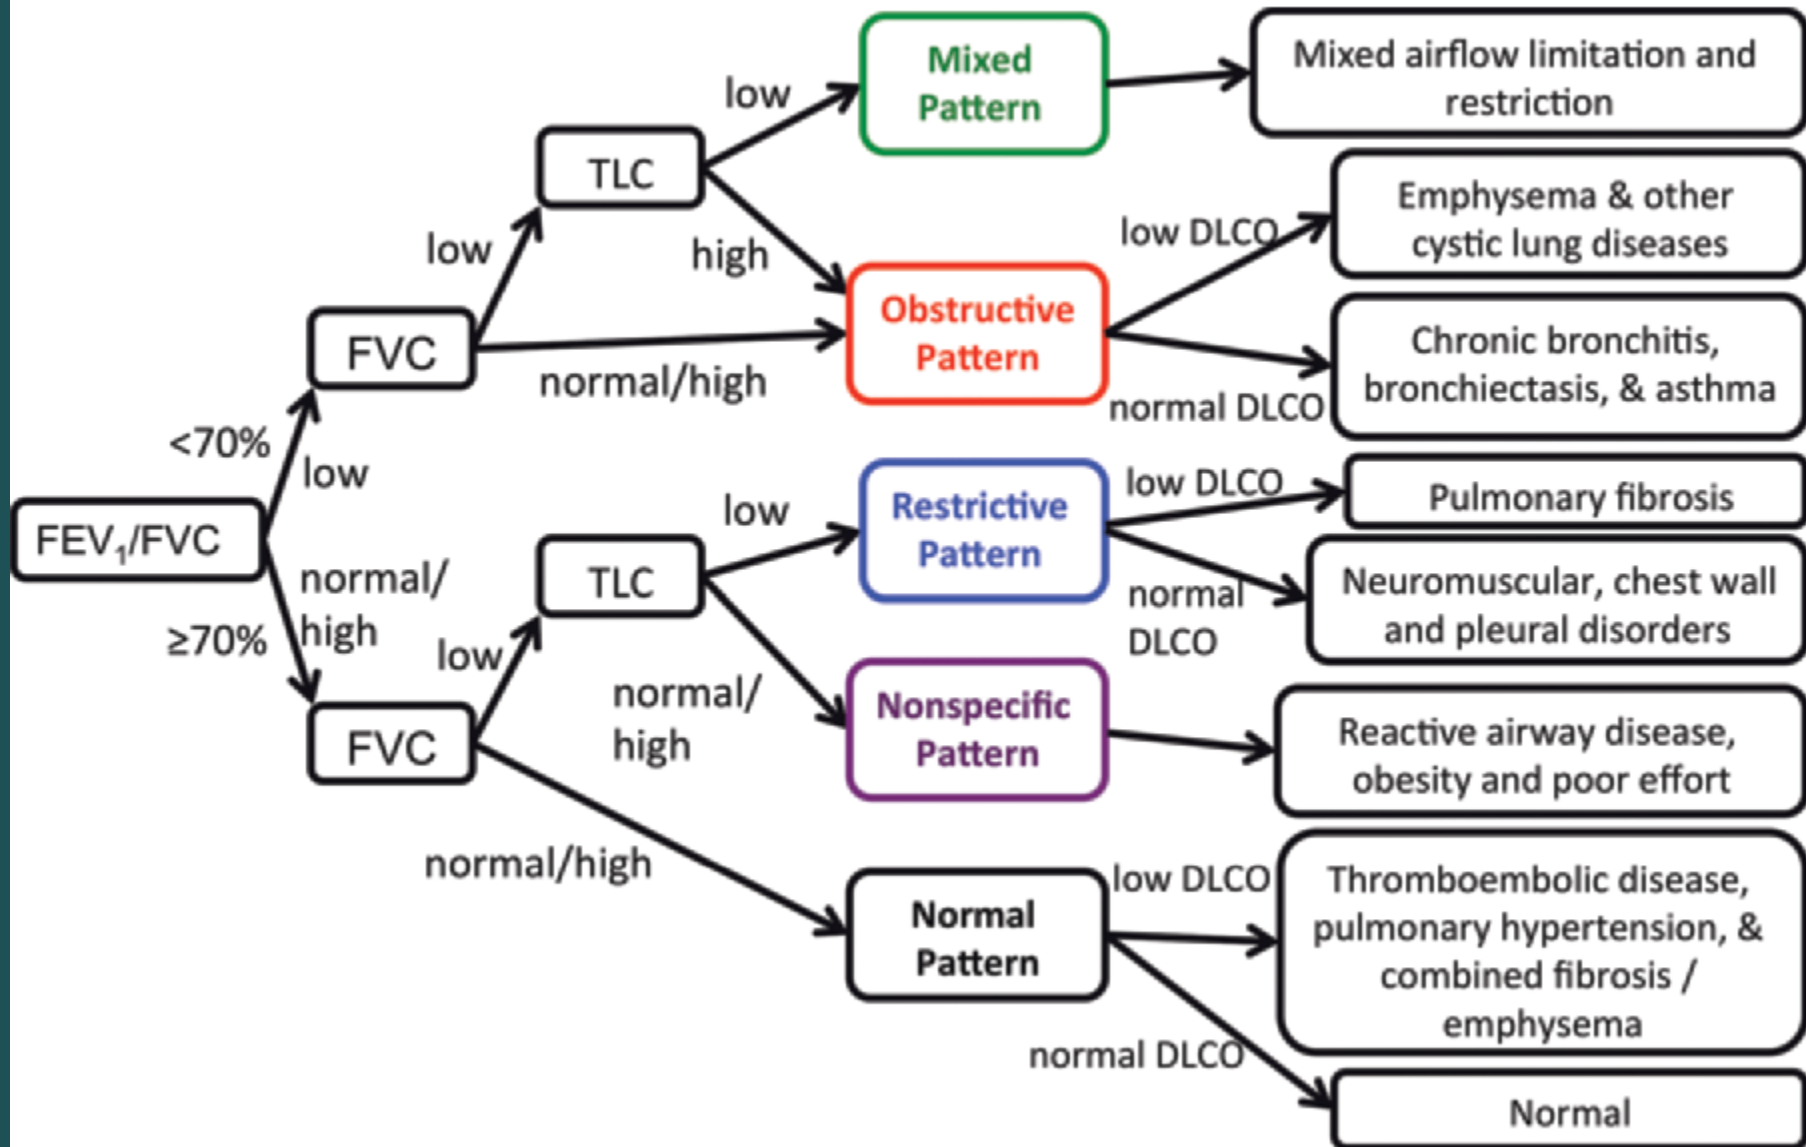 FEV1/FVC
<70%
low
normal/
high
≥70%
FVC
low
normal/high
FVC
low
normal/high
TLC
low
high
TLC
low
normal/
high
Mixed
Pattern
Obstructive
Pattern
low DLCO
normal DLCO
Restrictive
Pattern
low DLCO
normal
DLCO
Nonspecific
Pattern
Normal
Pattern
low DLCO
normal DLCO
Mixed airflow limitation and
restriction
Emphysema & other
cystic lung diseases
Chronic bronchitis,
bronchiectasis, & asthma
Pulmonary fibrosis
Neuromuscular, chest wall
and pleural disorders
Reactive airway disease,
obesity and poor effort
Thromboembolic disease,
pulmonary hypertension, &
combined fibrosis /
emphysema
Normal